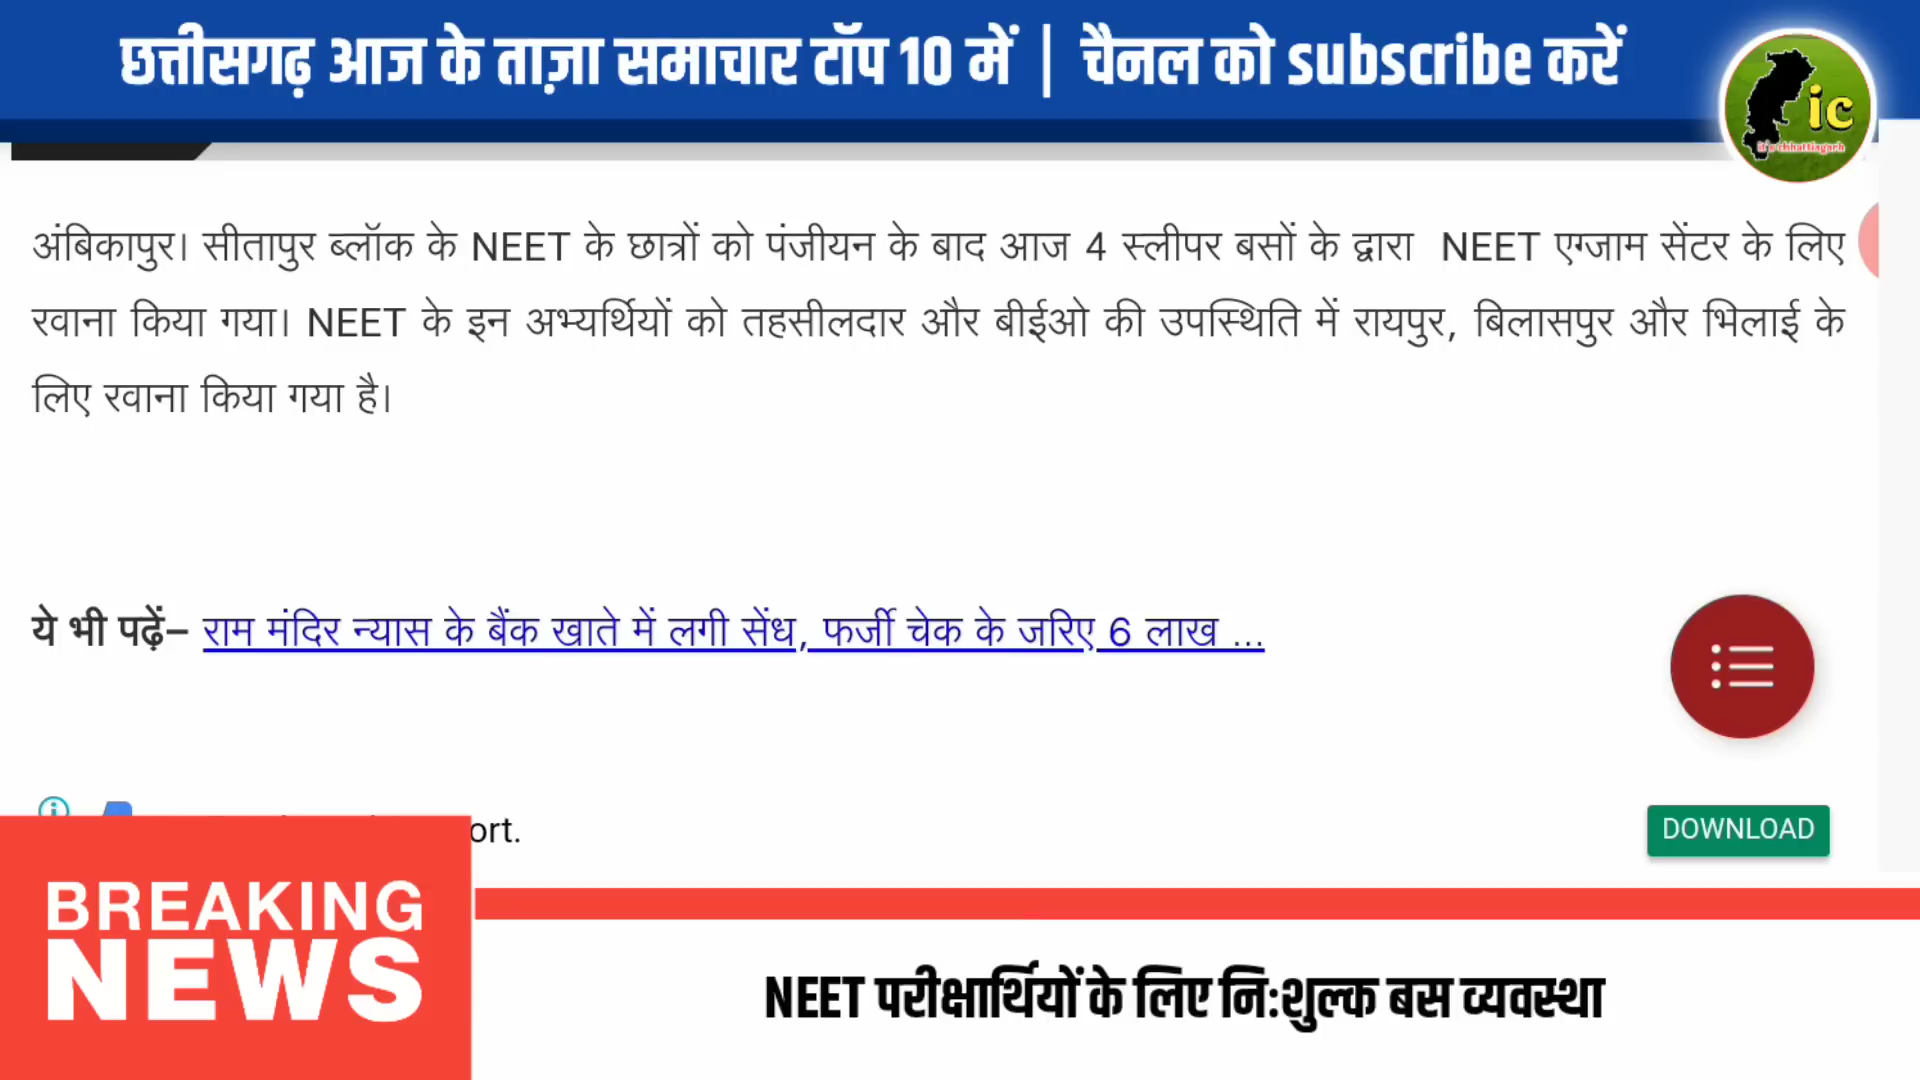 छत्तीसगढ़ आज के ताज़ा समाचार टॉप 10 में | चैनल को subscribe करें
ic
it's chhattisgarh
अंबिकापुर। सीतापुर ब्लॉक के NEET के छात्रों को पंजीयन के बाद आज 4 स्लीपर बसों के द्वारा NEET एग्जाम सेंटर के लिए
रवाना किया गया। NEET के इन अभ्यर्थियों को तहसीलदार और बीईओ की उपस्थिति में रायपुर, बिलासपुर और भिलाई के
लिए रवाना किया गया है।
ये भी पढ़ें– राम मंदिर न्यास के बैंक खाते में लगी सेंध, फर्जी चेक के जरिए 6 लाख ...
ort.
DOWNLOAD
BREAKING
NEWS
NEET परीक्षार्थियों के लिए निःशुल्क बस व्यवस्था